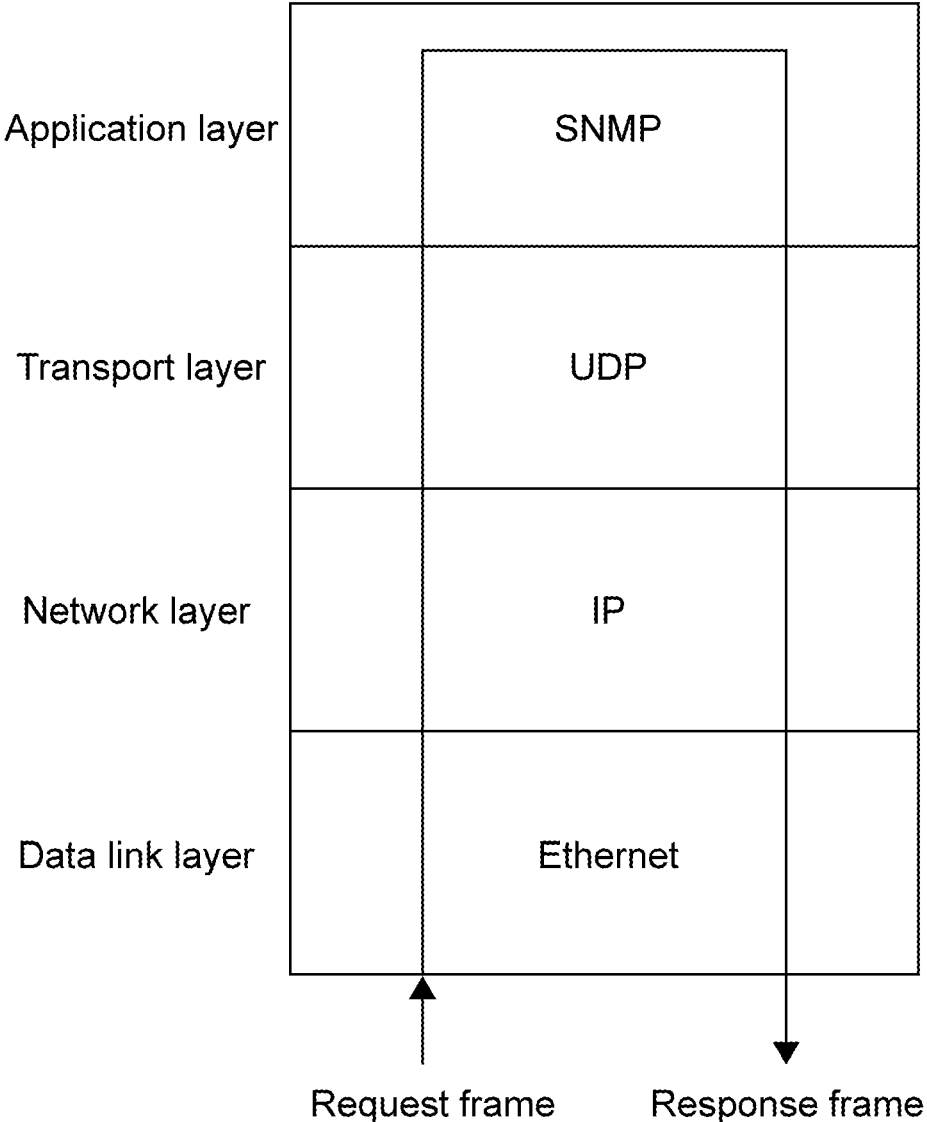 Application layer
SNMP
Transport layer
UDP
Network layer
IP
Data link layer
Ethernet
Request frame
Response frame